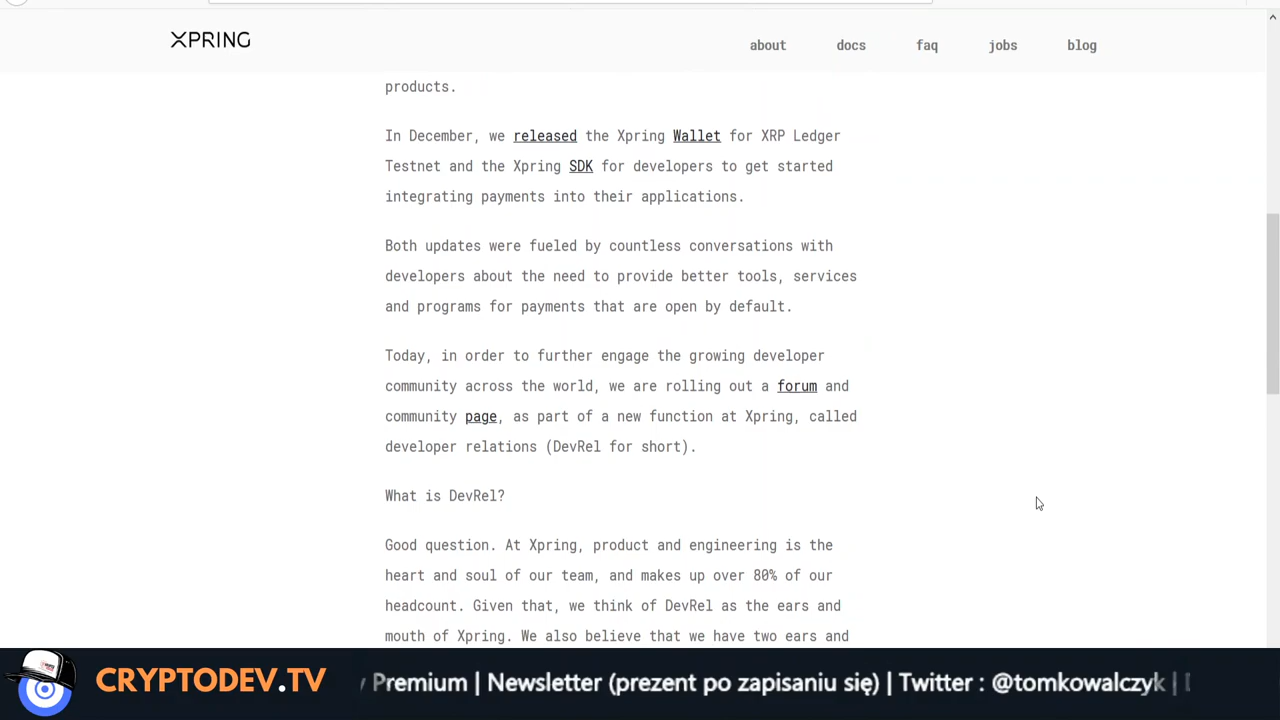 XPRING
about docs faq jobs blog
products.
In December, we released the Xpring Wallet for XRP Ledger
Testnet and the Xpring SDK for developers to get started
integrating payments into their applications.
Both updates were fueled by countless conversations with
developers about the need to provide better tools, services
and programs for payments that are open by default.
Today, in order to further engage the growing developer
community across the world, we are rolling out a forum and
community page, as part of a new function at Xpring, called
developer relations (DevRel for short).
What is DevRel?
Good question. At Xpring, product and engineering is the
heart and soul of our team, and makes up over 80% of our
headcount. Given that, we think of DevRel as the ears and
mouth of Xpring. We also believe that we have two ears and
CRYPTODEV.TV
Premium | Newsletter (prezent po zapisaniu się) | Twitter : @tomkowalczyk |